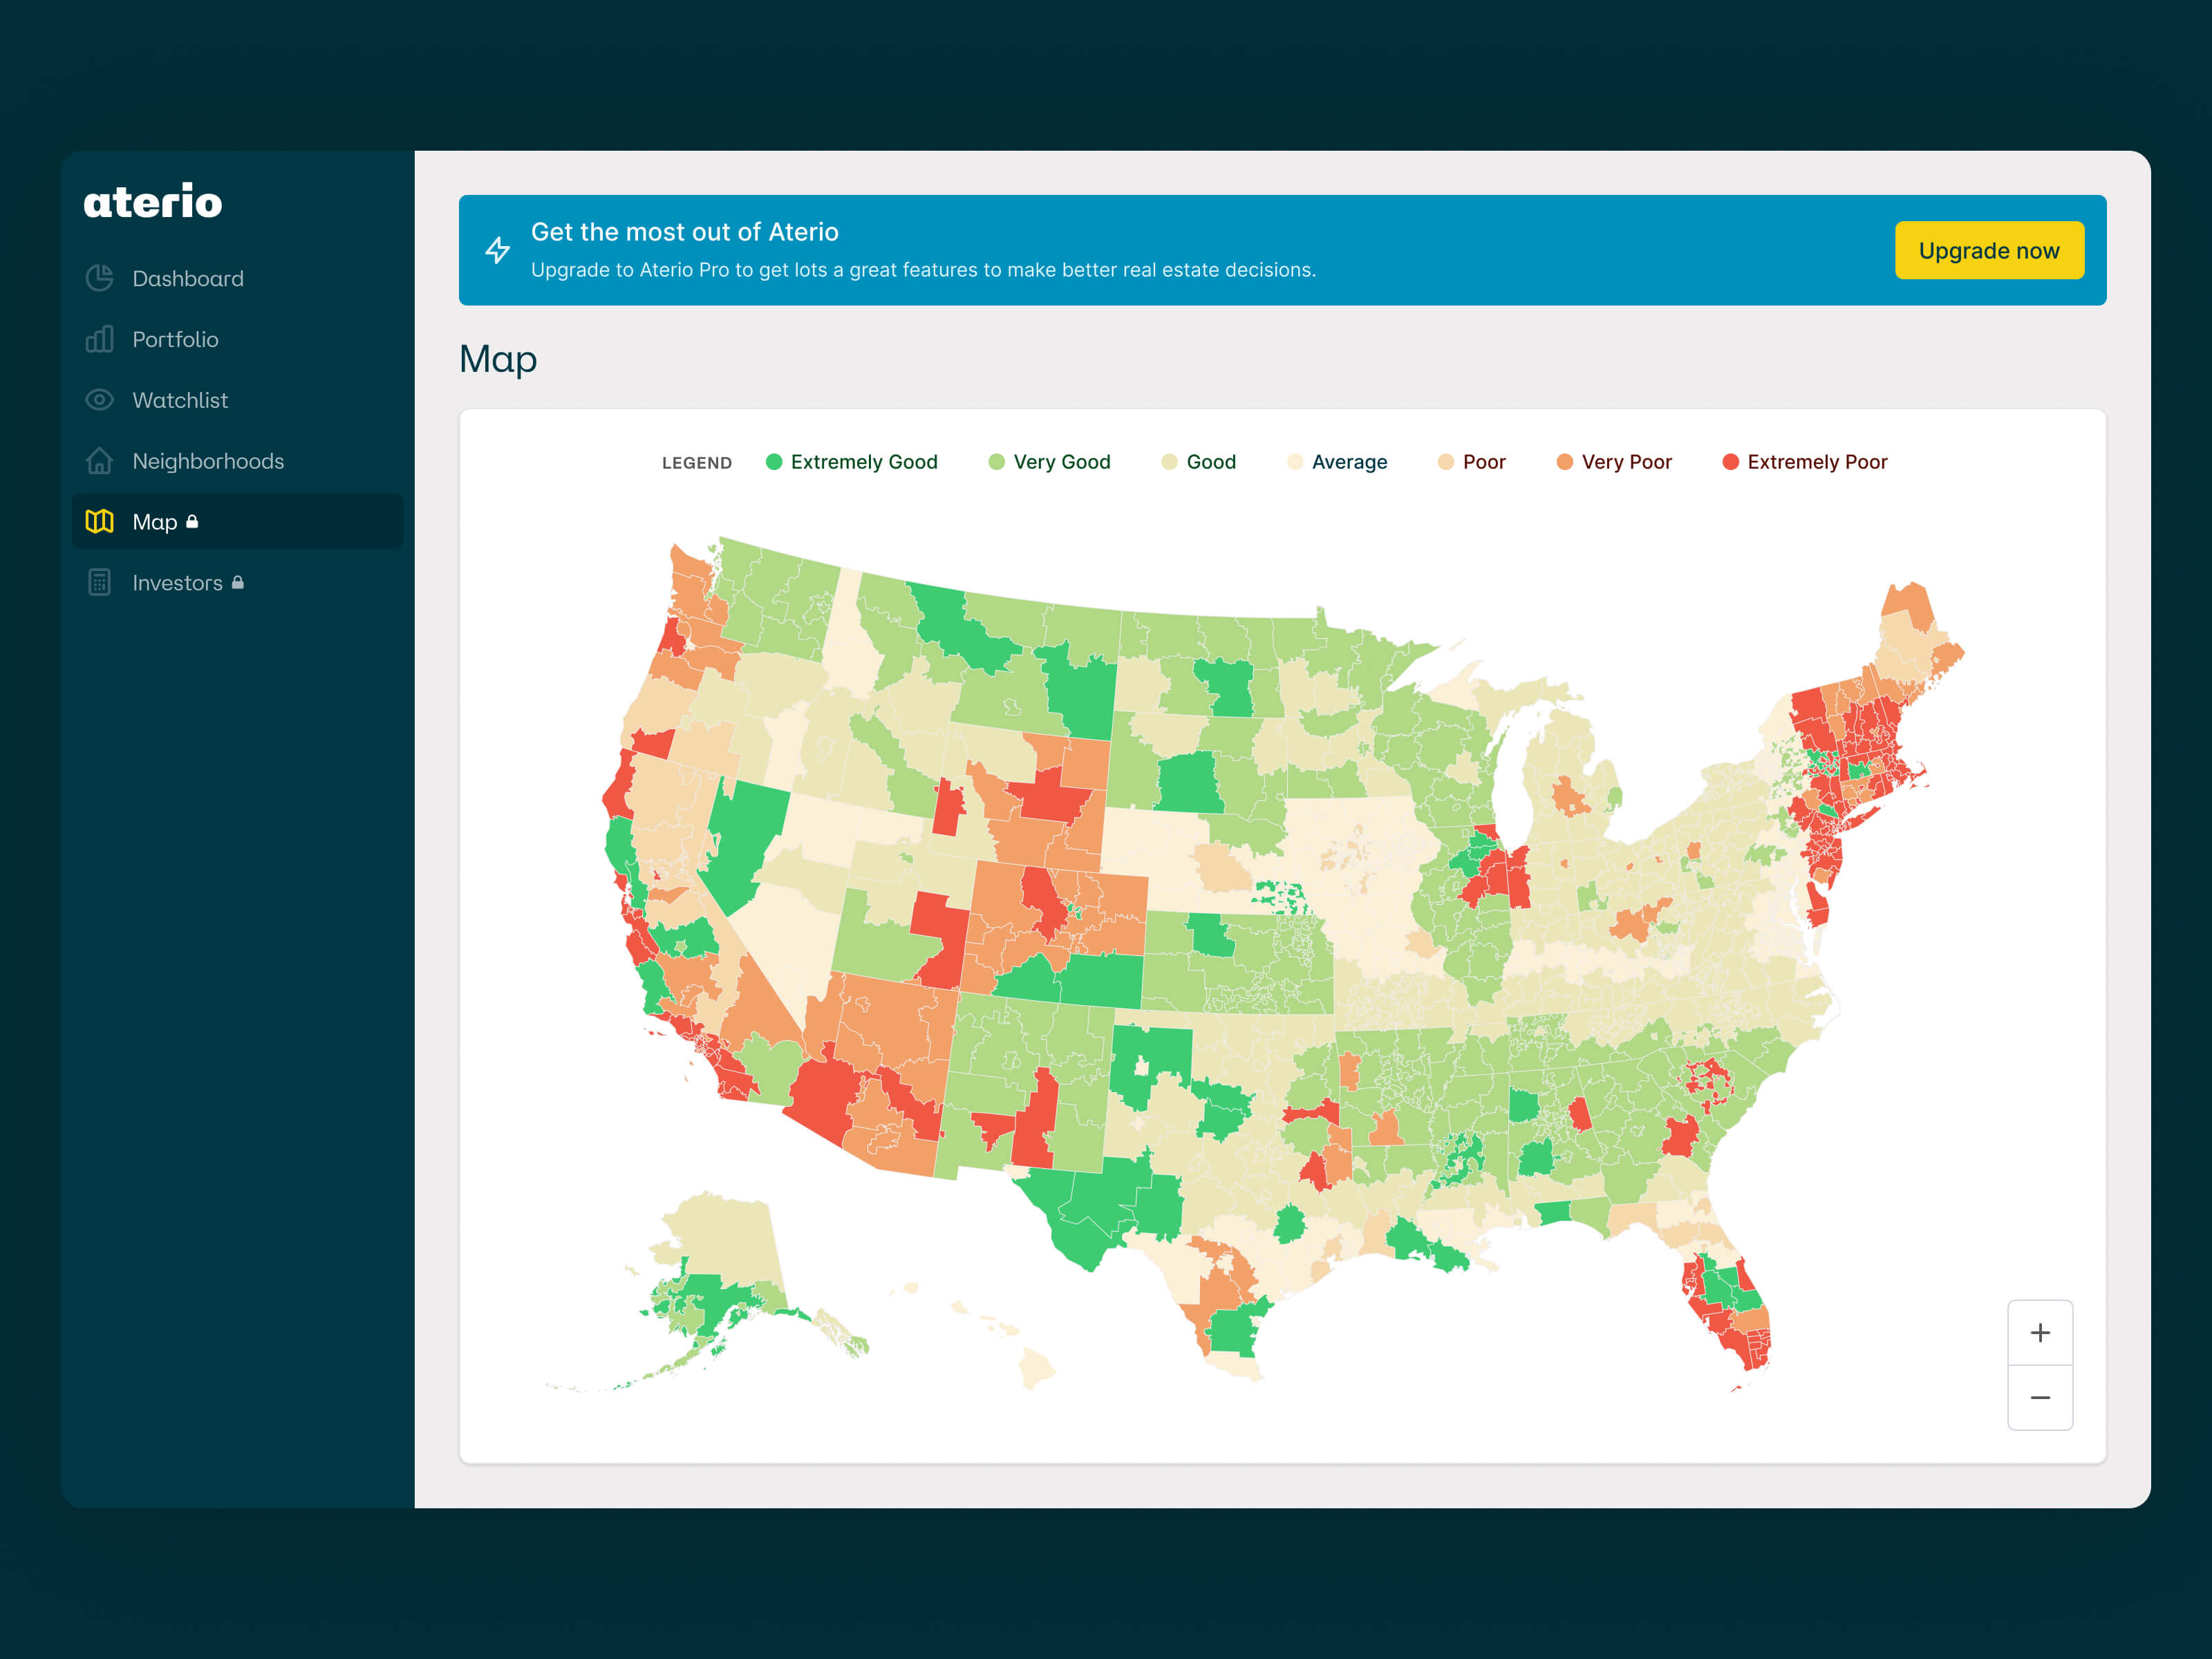 aterio
Dashboard
Portfolio
Watchlist
Neighborhoods
Map
Investors
Get the most out of Aterio
Upgrade to Aterio Pro to get lots a great features to make better real estate decisions.
Upgrade now
Map
LEGEND Extremely Good Very Good Good Average Poor Very Poor Extremely Poor
+
−